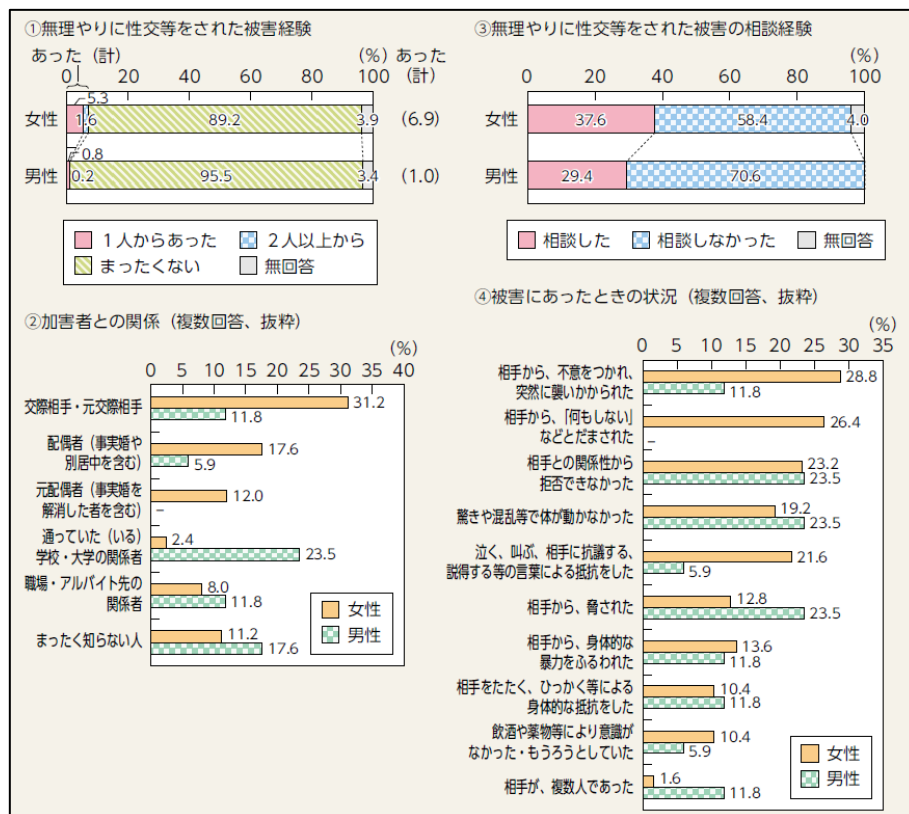 ①無理やりに性交等をされた被害経験
あった（計） (%) あった
0 20 40 60 80 100 （計）
5.3
女性 1.6 89.2 3.9 (6.9)
0.8
男性 0.2 95.5 3.4 (1.0)
１人からあった ２人以上から
まったくない 無回答
③無理やりに性交等をされた被害の相談経験
(%)
0 20 40 60 80 100
女性 37.6 58.4 4.0
男性 29.4 70.6
相談した 相談しなかった 無回答
②加害者との関係（複数回答、抜粋）
(%)
0 5 10 15 20 25 30 35 40
交際相手・元交際相手 31.2
11.8
配偶者（事実婚や
別居中を含む） 17.6
5.9
元配偶者（事実婚を
解消した者を含む） 12.0
–
通っていた（いる）
学校・大学の関係者 2.4
23.5
職場・アルバイト先の
関係者 8.0
11.8
まったく知らない人 11.2
17.6
女性
男性
④被害にあったときの状況（複数回答、抜粋）
(%)
0 5 10 15 20 25 30 35
相手から、不意をつかれ、
突然に襲いかかられた 28.8
11.8
相手から、「何もしない」
などとだまされた 26.4
–
相手との関係性から
拒否できなかった 23.2
23.5
驚きや混乱等で体が動かなかった 19.2
23.5
泣く、叫ぶ、相手に抗議する、
説得する等の言葉による抵抗をした 21.6
5.9
相手から、脅された 12.8
23.5
相手から、身体的な
暴力をふるわれた 13.6
11.8
相手をたたく、ひっかく等による
身体的な抵抗をした 10.4
11.8
飲酒や薬物等により意識が
なかった・もうろうとしていた 10.4
5.9
相手が、複数人であった 1.6
11.8
女性
男性